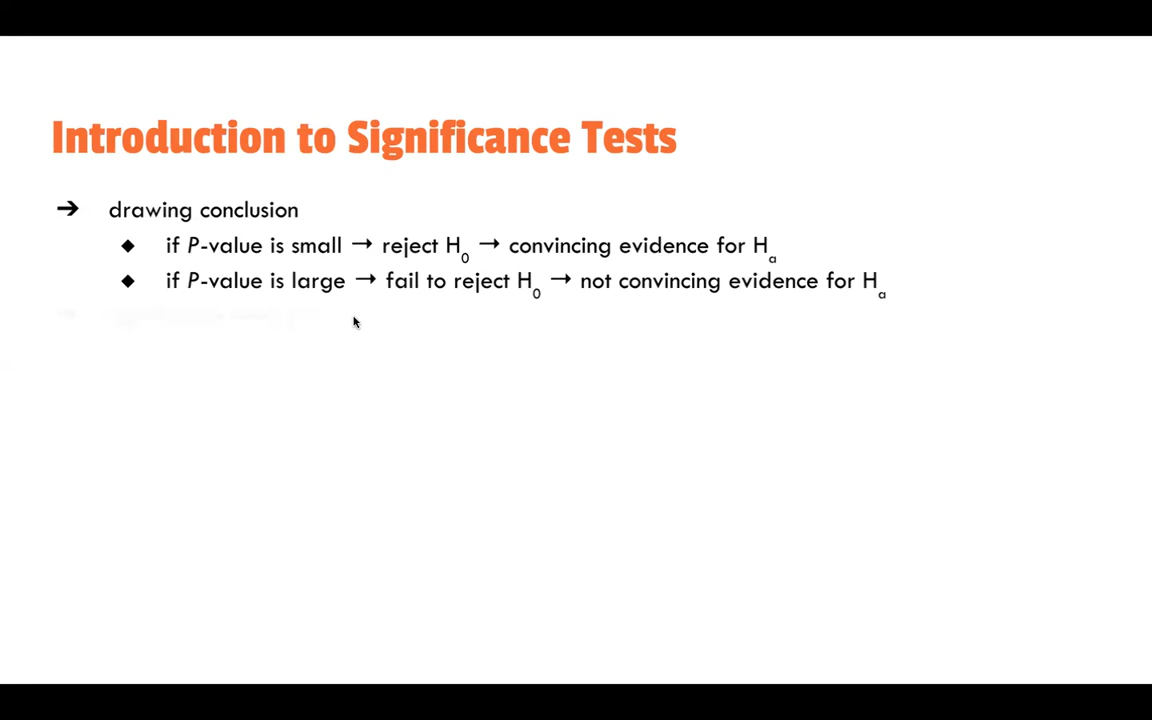 Introduction to Significance Tests
➔ drawing conclusion
◆ if P-value is small → reject H₀ → convincing evidence for Hₐ
◆ if P-value is large → fail to reject H₀ → not convincing evidence for Hₐ